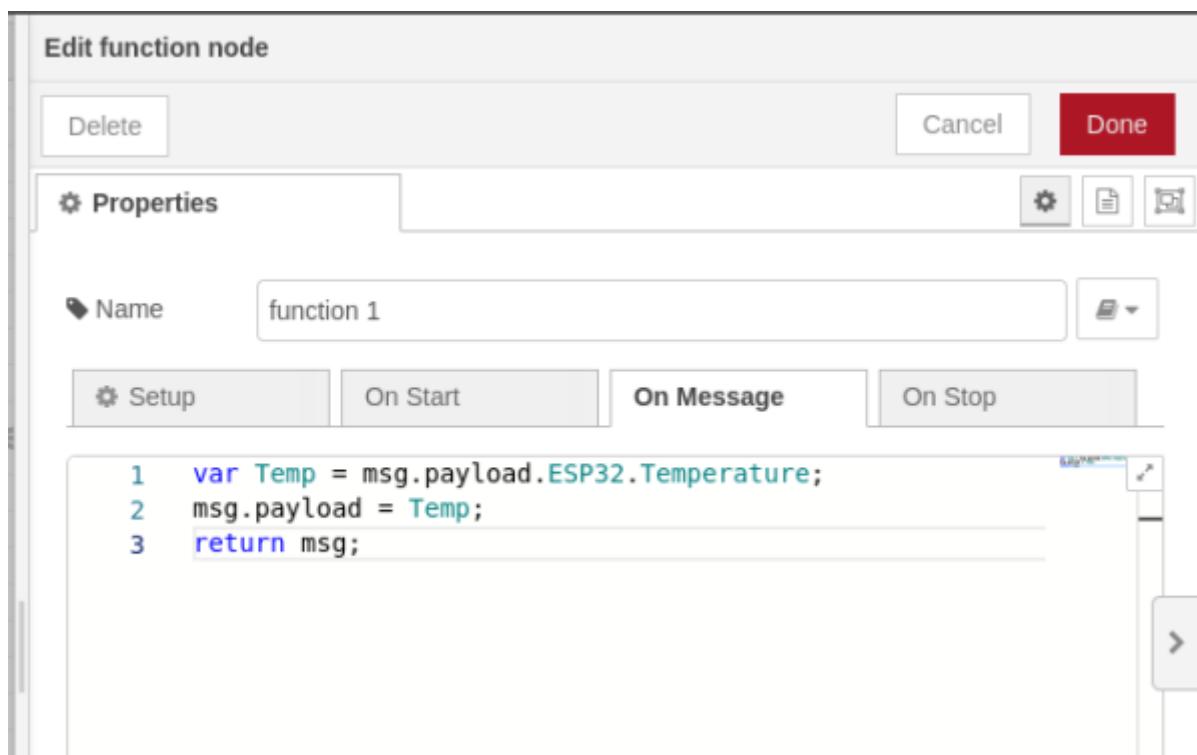 Edit function node
Delete
Cancel
Done
Properties
Name
function 1
Setup
On Start
On Message
On Stop
1 var Temp = msg.payload.ESP32.Temperature;
2 msg.payload = Temp;
3 return msg;